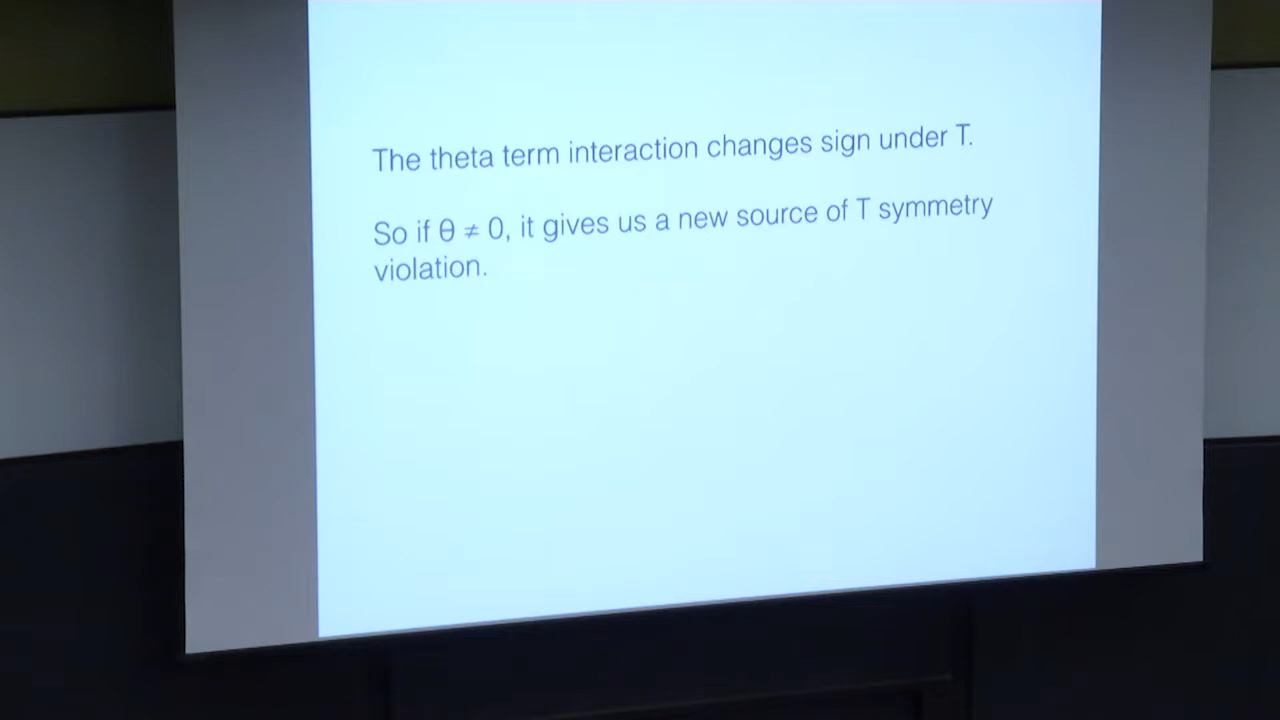 The theta term interaction changes sign under T.
So if θ ≠ 0, it gives us a new source of T symmetry
violation.